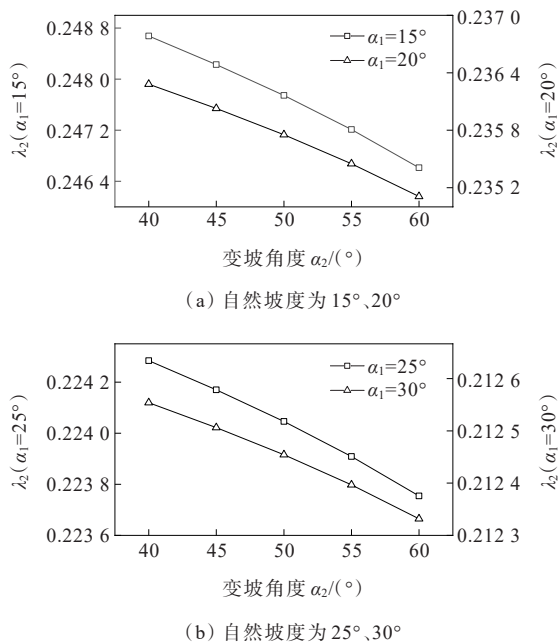 0.248 8
0.248 0
0.247 2
0.246 4
λ₂(α₁=15°)
α₁=15°
α₁=20°
0.237 0
0.236 4
0.235 8
0.235 2
λ₂(α₁=20°)
40 45 50 55 60
变坡角度 α₂/(°)
(a) 自然坡度为 15°、20°
0.224 2
0.224 0
0.223 8
0.223 6
λ₂(α₁=25°)
α₁=25°
α₁=30°
0.212 6
0.212 5
0.212 4
0.212 3
λ₂(α₁=30°)
40 45 50 55 60
变坡角度 α₂/(°)
(b) 自然坡度为 25°、30°